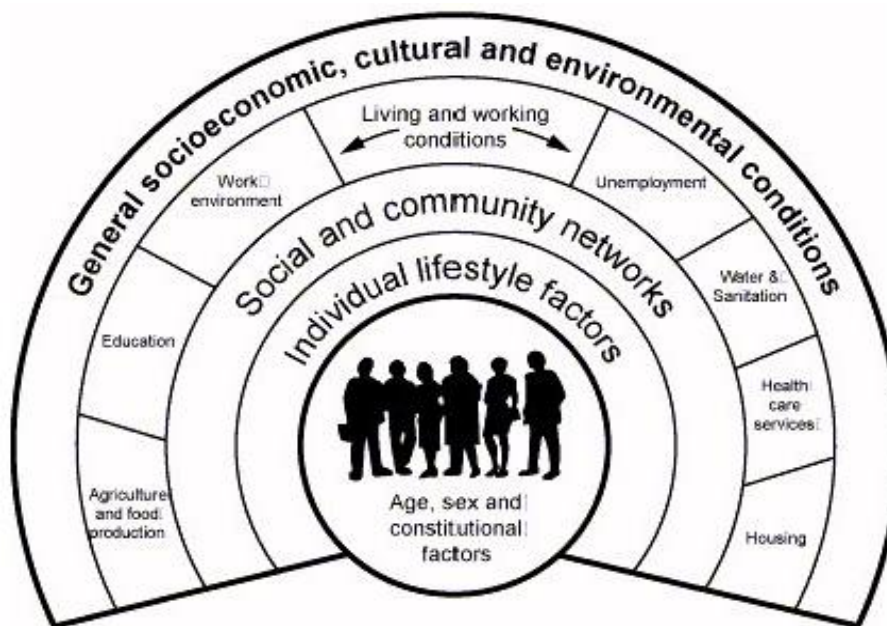 General socioeconomic, cultural and environmental conditions
Living and working
conditions
Work
environment
Unemployment
Education
Water &
Sanitation
Agriculture
and food
production
Health
care
services
Housing
Social and community networks
Individual lifestyle factors
Age, sex and
constitutional
factors